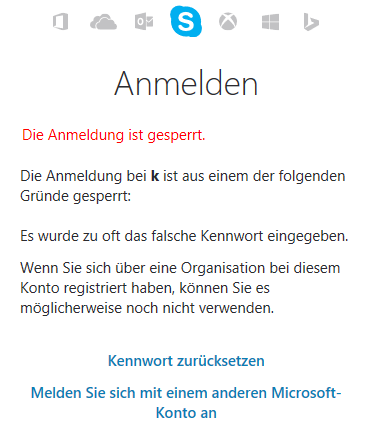 Anmelden
Die Anmeldung ist gesperrt.
Die Anmeldung bei k ist aus einem der folgenden
Gründe gesperrt:
Es wurde zu oft das falsche Kennwort eingegeben.
Wenn Sie sich über eine Organisation bei diesem
Konto registriert haben, können Sie es
möglicherweise noch nicht verwenden.
Kennwort zurücksetzen
Melden Sie sich mit einem anderen Microsoft-
Konto an